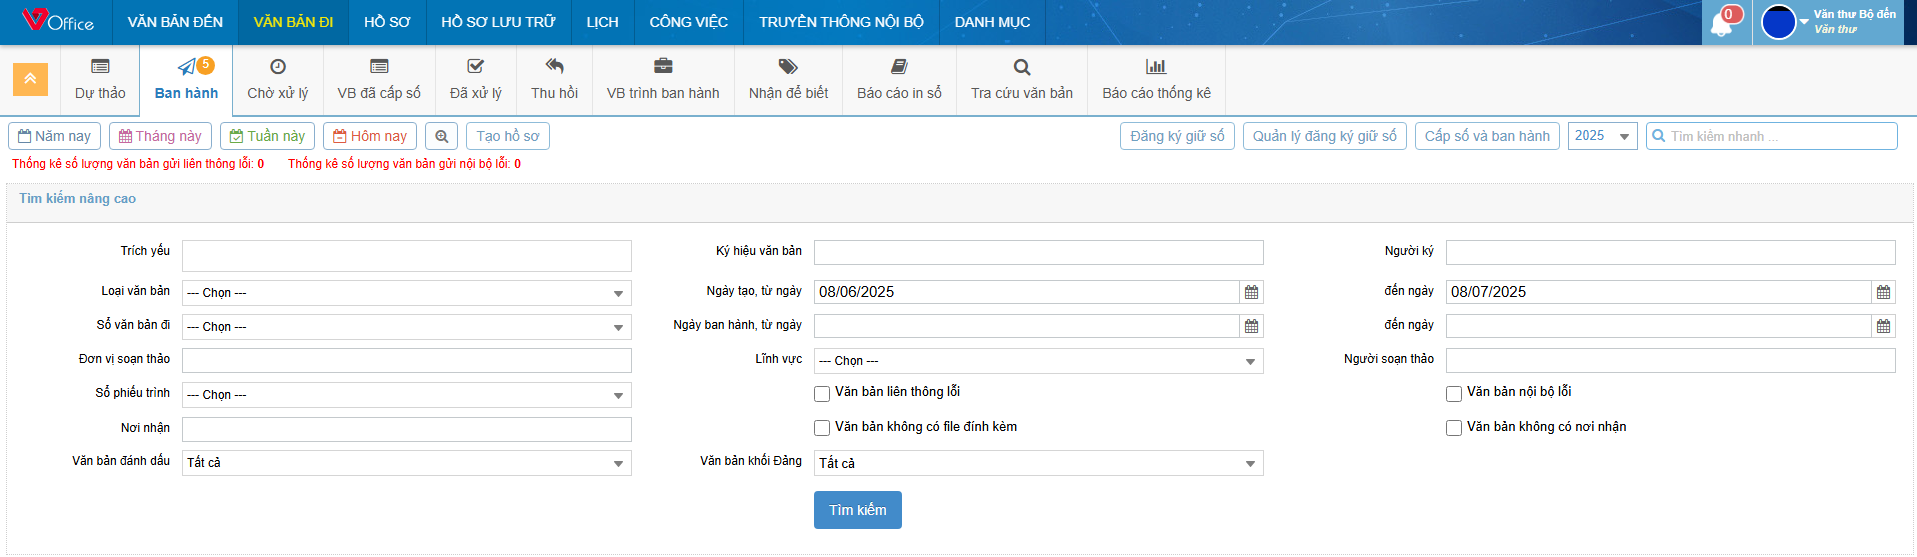 VOffice VĂN BẢN ĐẾN VĂN BẢN ĐI HỒ SƠ HỒ SƠ LƯU TRỮ LỊCH CÔNG VIỆC TRUYỀN THÔNG NỘI BỘ DANH MỤC 0 Văn thư Bộ đến
Văn thư
5
Dự thảo Ban hành Chờ xử lý VB đã cấp số Đã xử lý Thu hồi VB trình ban hành Nhận để biết Báo cáo in sổ Tra cứu văn bản Báo cáo thống kê
Năm nay Tháng này Tuần này Hôm nay Tạo hồ sơ Đăng ký giữ số Quản lý đăng ký giữ số Cấp số và ban hành 2025 Tìm kiếm nhanh ...
Thống kê số lượng văn bản gửi liên thông lỗi: 0 Thống kê số lượng văn bản gửi nội bộ lỗi: 0
Tìm kiếm nâng cao
Trích yếu Ký hiệu văn bản Người ký
Loại văn bản --- Chọn --- Ngày tạo, từ ngày 08/06/2025 đến ngày 08/07/2025
Sổ văn bản đi --- Chọn --- Ngày ban hành, từ ngày đến ngày
Đơn vị soạn thảo Lĩnh vực --- Chọn --- Người soạn thảo
Sổ phiếu trình --- Chọn --- Văn bản liên thông lỗi Văn bản nội bộ lỗi
Nơi nhận Văn bản không có file đính kèm Văn bản không có nơi nhận
Văn bản đánh dấu Tất cả Văn bản khối Đảng Tất cả
Tìm kiếm